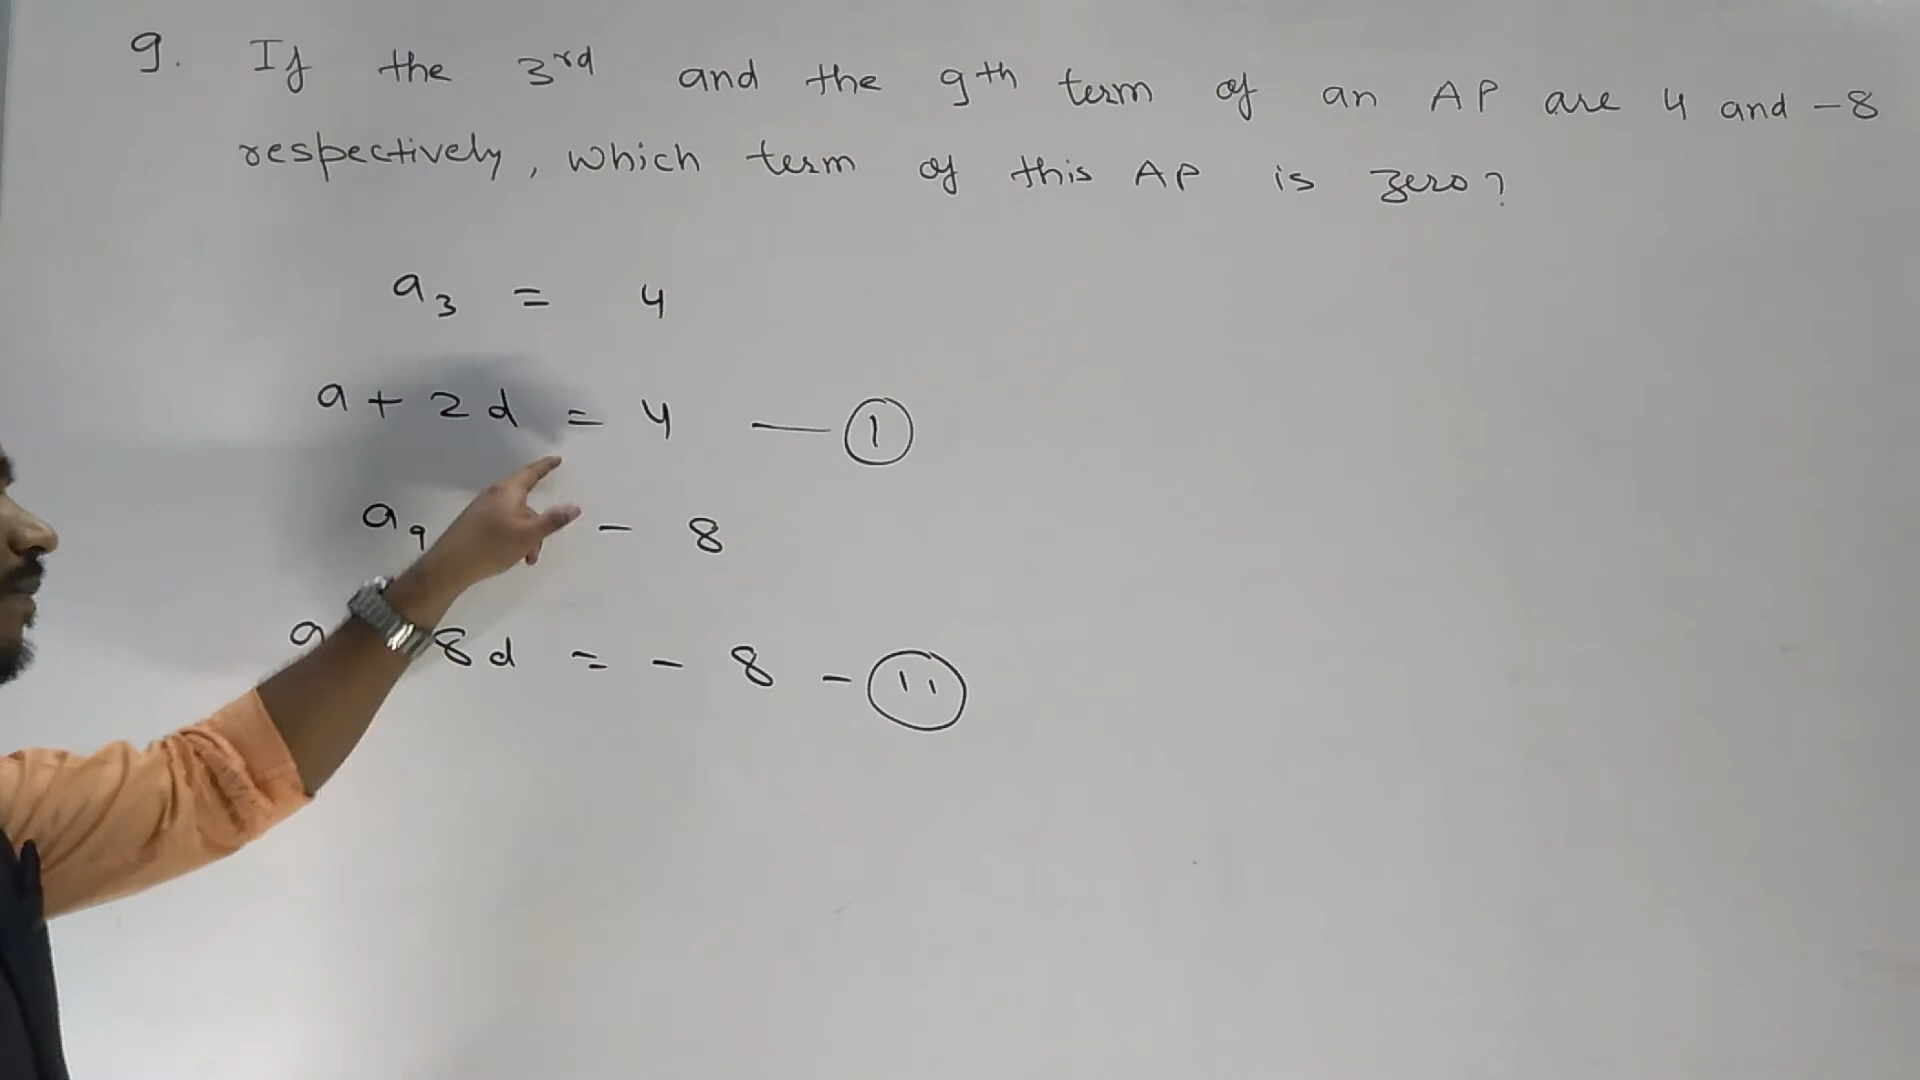 9. If the 3rd and the 9th term of an AP are 4 and -8
respectively, which term of this AP is zero?
a3 = 4
a + 2d = 4 — 1
a9 - 8
a 8d = - 8 - 11